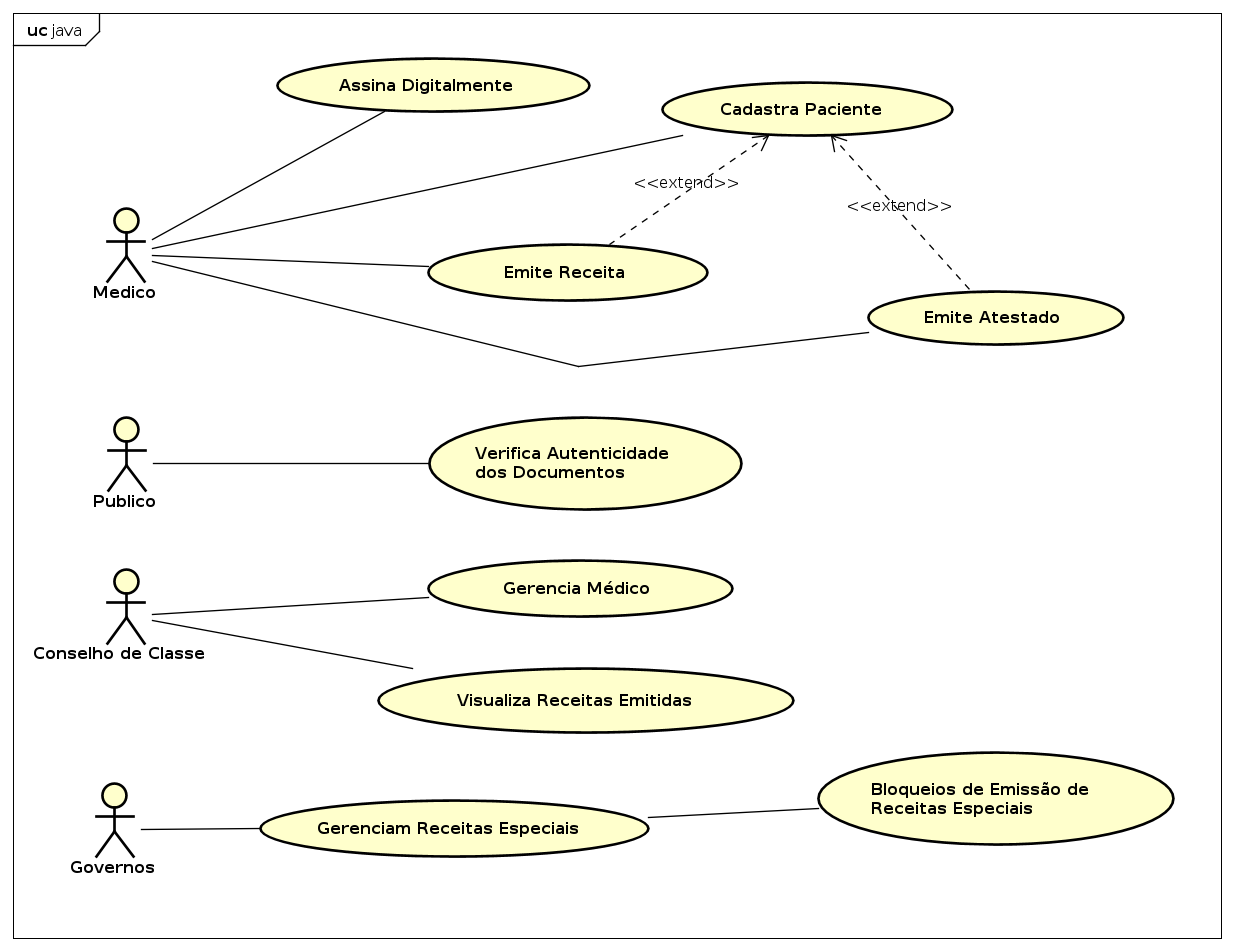 uc java
Assina Digitalmente
Cadastra Paciente
<<extend>>
<<extend>>
Emite Receita
Medico
Emite Atestado
Verifica Autenticidade
dos Documentos
Publico
Gerencia Médico
Conselho de Classe
Visualiza Receitas Emitidas
Bloqueios de Emissão de
Receitas Especiais
Gerenciam Receitas Especiais
Governos